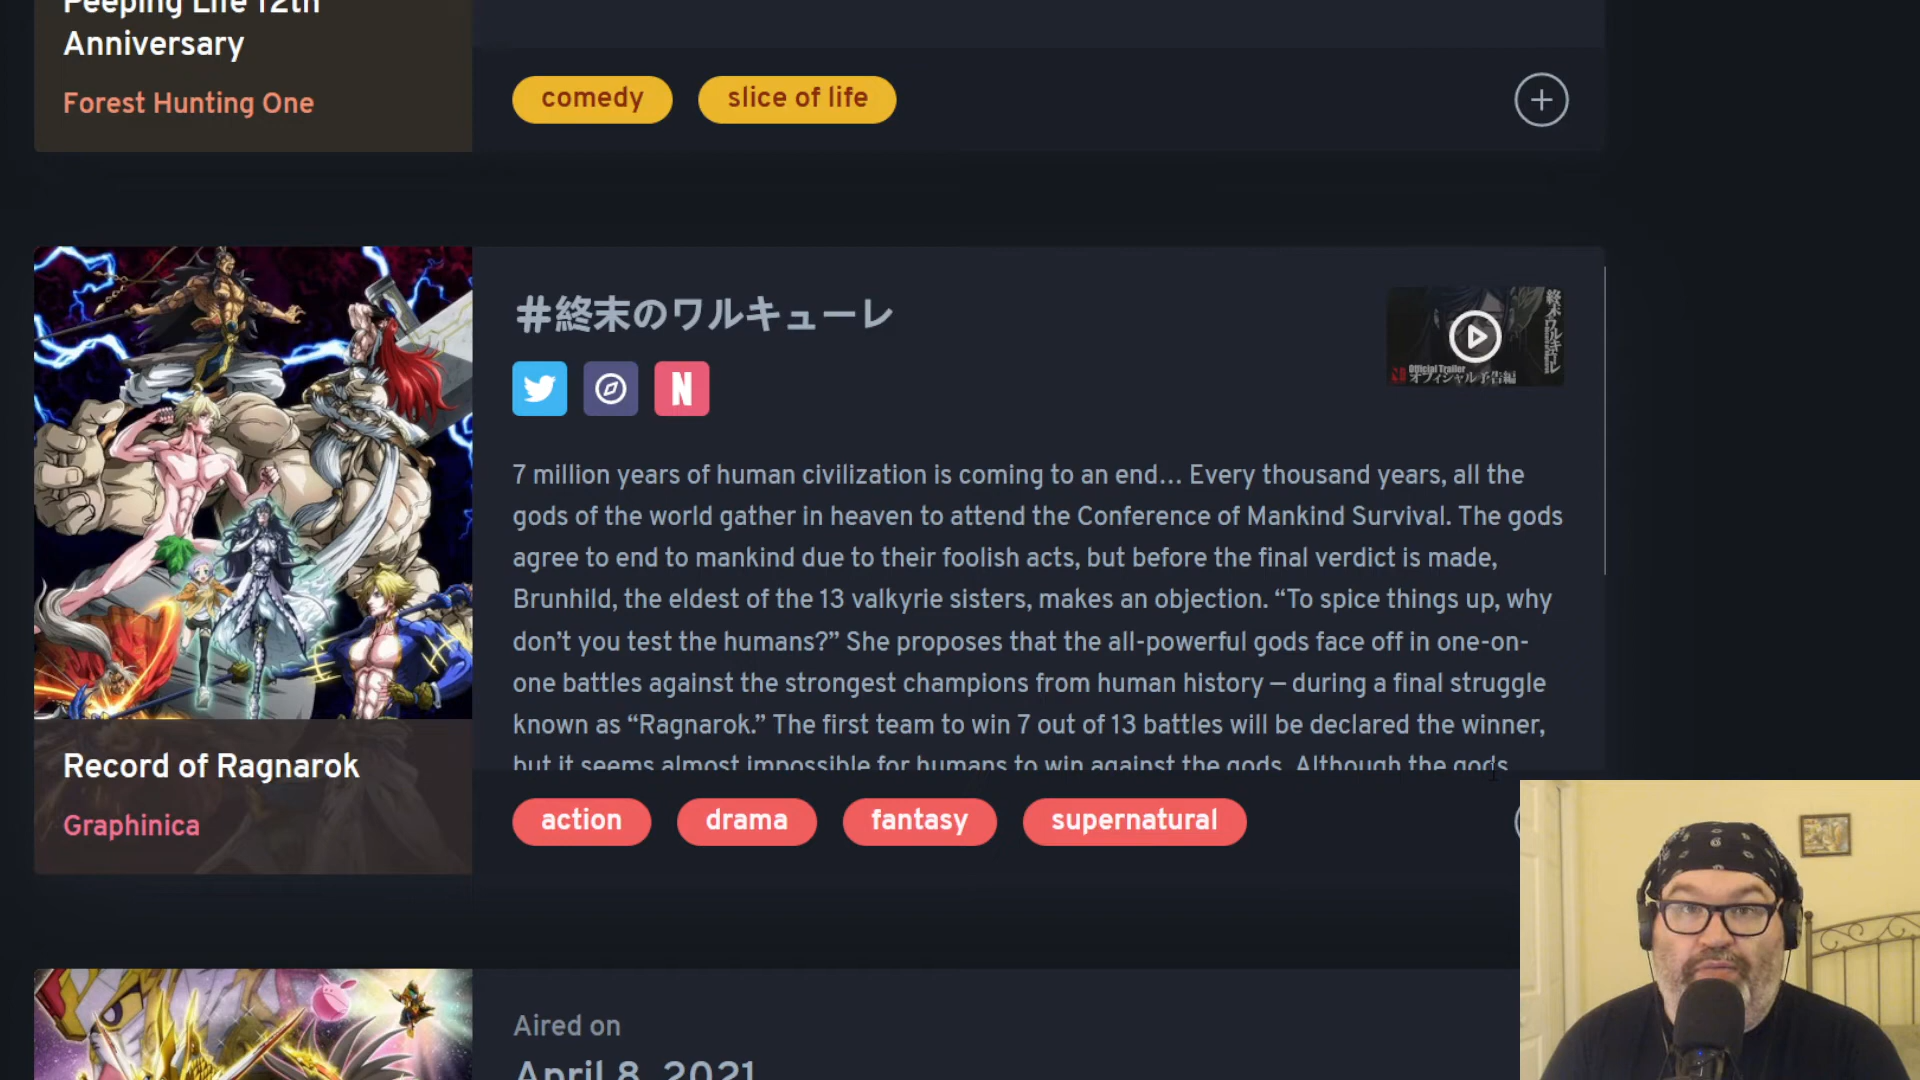 Peeping Life 12th
Anniversary
Forest Hunting One
comedy
slice of life
#終末のワルキューレ
N
終末のワルキューレ
Official Trailer
オフィシャル予告編
7 million years of human civilization is coming to an end... Every thousand years, all the
gods of the world gather in heaven to attend the Conference of Mankind Survival. The gods
agree to end to mankind due to their foolish acts, but before the final verdict is made,
Brunhild, the eldest of the 13 valkyrie sisters, makes an objection. “To spice things up, why
don’t you test the humans?” She proposes that the all-powerful gods face off in one-on-
one battles against the strongest champions from human history – during a final struggle
known as “Ragnarok.” The first team to win 7 out of 13 battles will be declared the winner,
but it seems almost impossible for humans to win against the gods. Although the gods
Record of Ragnarok
Graphinica
action
drama
fantasy
supernatural
Aired on
April 8, 2021